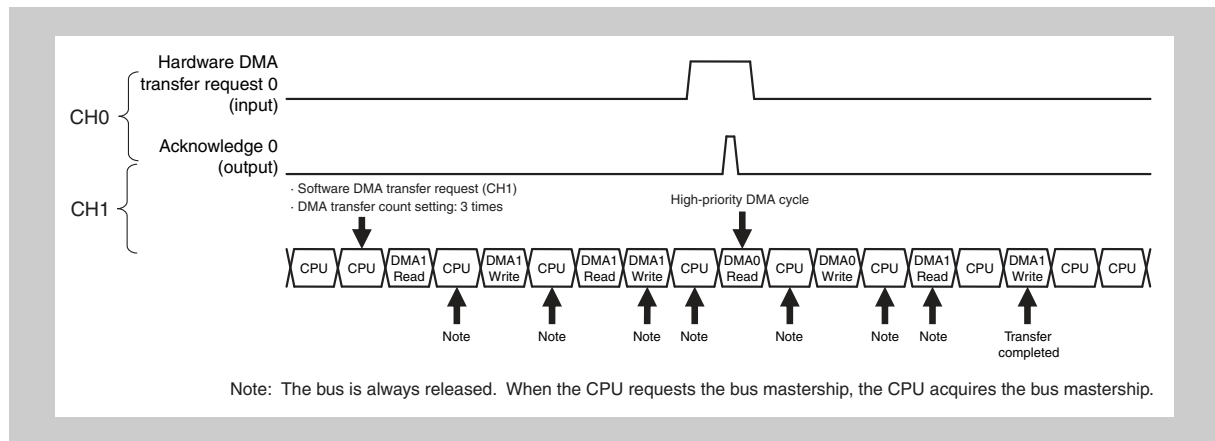 Hardware DMA
transfer request 0
(input)
CH0
Acknowledge 0
(output)
CH1
· Software DMA transfer request (CH1)
· DMA transfer count setting: 3 times
High-priority DMA cycle
CPU CPU DMA1 Read CPU DMA1 Write CPU DMA1 Read DMA1 Write CPU DMA0 Read CPU DMA0 Write CPU DMA1 Read CPU DMA1 Write CPU CPU
Note Note Note Note Note Note Note Transfer
completed
Note: The bus is always released. When the CPU requests the bus mastership, the CPU acquires the bus mastership.